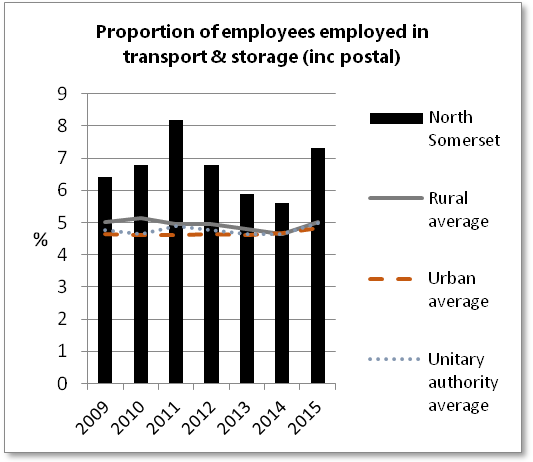 Proportion of employees employed in
transport & storage (inc postal)
9
8
7
6
5
4
3
2
1
0
%
2009
2010
2011
2012
2013
2014
2015
North
Somerset
Rural
average
Urban
average
Unitary
authority
average